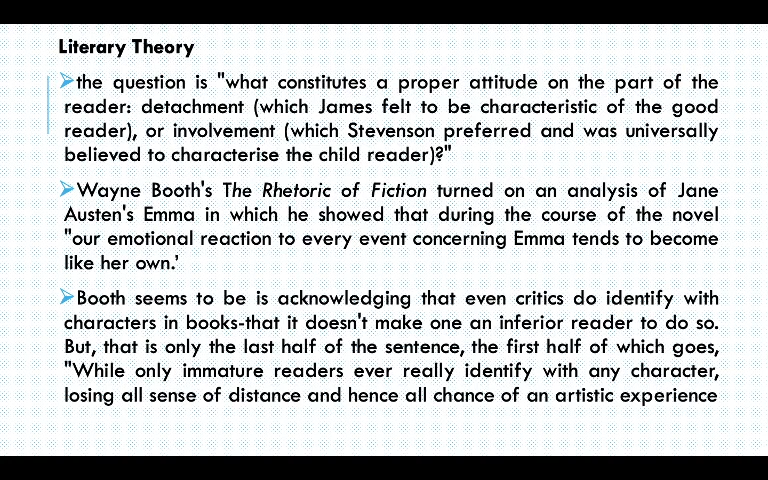 Literary Theory
➢the question is "what constitutes a proper attitude on the part of the
reader: detachment (which James felt to be characteristic of the good
reader), or involvement (which Stevenson preferred and was universally
believed to characterise the child reader)?"
➢Wayne Booth's The Rhetoric of Fiction turned on an analysis of Jane
Austen's Emma in which he showed that during the course of the novel
"our emotional reaction to every event concerning Emma tends to become
like her own.'
➢Booth seems to be is acknowledging that even critics do identify with
characters in books-that it doesn't make one an inferior reader to do so.
But, that is only the last half of the sentence, the first half of which goes,
"While only immature readers ever really identify with any character,
losing all sense of distance and hence all chance of an artistic experience